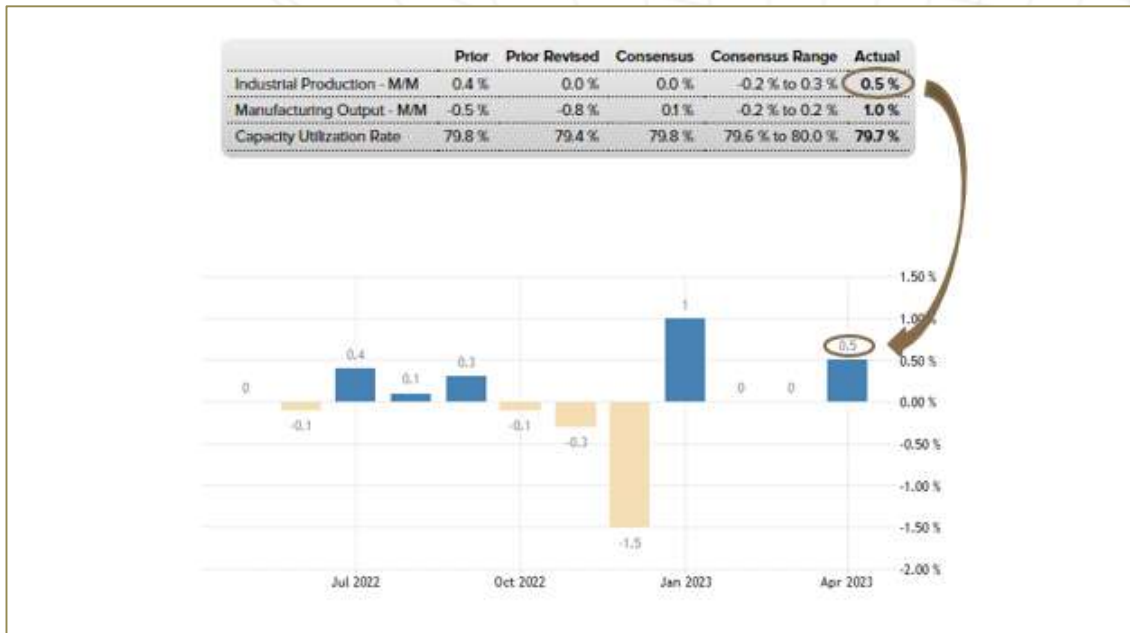 Prior Prior Revised Consensus Consensus Range Actual
Industrial Production - M/M 0.4 % 0.0 % 0.0 % -0.2 % to 0.3 % 0.5 %
Manufacturing Output - M/M -0.5 % -0.8 % 0.1 % -0.2 % to 0.2 % 1.0 %
Capacity Utilization Rate 79.8 % 79.4 % 79.8 % 79.6 % to 80.0 % 79.7 %
1.50 %
1
1.00 %
0.5
0.4 0.50 %
0.3
0 0.1 0 0
0.00 %
-0.1 -0.1
-0.3 -0.50 %
-1.00 %
-1.50 %
-1.5
-2.00 %
Jul 2022 Oct 2022 Jan 2023 Apr 2023